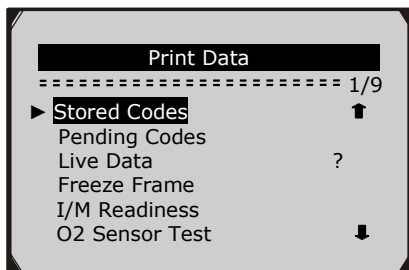 Print Data
======================= 1/9
► Stored Codes ⬆
Pending Codes
Live Data ?
Freeze Frame
I/M Readiness
O2 Sensor Test ⬇